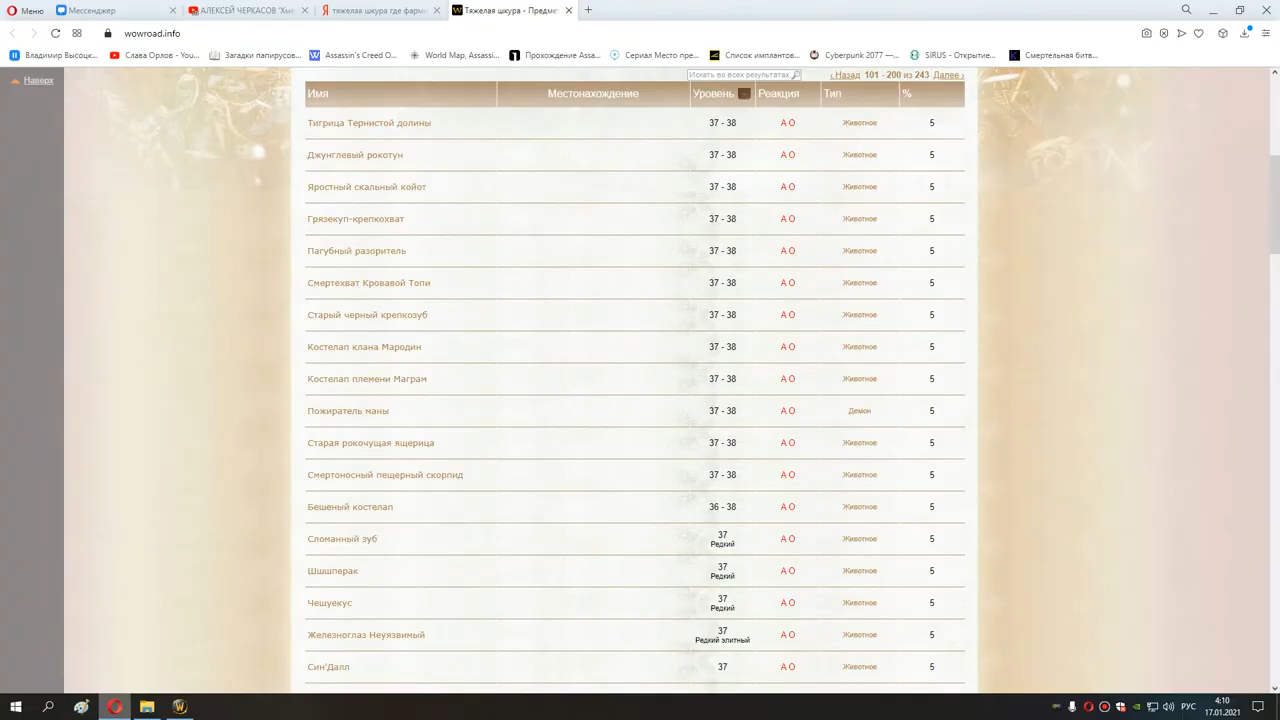 Меню
Мессенджер
АЛЕКСЕЙ ЧЕРКАСОВ 'Хме
тяжелая шкура где фарми
Тяжелая шкура - Предме
wowroad.info
Владимир Высоцк...
Слава Орлов - You...
Загадки папирусов...
Assassin's Creed O...
World Map, Assassi...
Прохождение Assa...
Сериал Место пре...
Список имплантов...
Cyberpunk 2077 —...
SIRUS - Открытие...
Смертельная битв...
Наверх
Искать во всех результатах
‹ Назад 101 - 200 из 243 Далее ›
Имя Местонахождение Уровень Реакция Тип %
Тигрица Тернистой долины 37 - 38 А О Животное 5
Джунглевый рокотун 37 - 38 А О Животное 5
Яростный скальный койот 37 - 38 А О Животное 5
Грязекуп-крепкохват 37 - 38 А О Животное 5
Пагубный разоритель 37 - 38 А О Животное 5
Смертехват Кровавой Топи 37 - 38 А О Животное 5
Старый черный крепкозуб 37 - 38 А О Животное 5
Костелап клана Мародин 37 - 38 А О Животное 5
Костелап племени Маграм 37 - 38 А О Животное 5
Пожиратель маны 37 - 38 А О Демон 5
Старая рокочущая ящерица 37 - 38 А О Животное 5
Смертоносный пещерный скорпид 37 - 38 А О Животное 5
Бешеный костелап 36 - 38 А О Животное 5
Сломанный зуб 37 Редкий А О Животное 5
Шшшперак 37 Редкий А О Животное 5
Чешуекус 37 Редкий А О Животное 5
Железноглаз Неуязвимый 37 Редкий элитный А О Животное 5
Син'Далл 37 А О Животное 5
РУС
4:10
17.01.2021